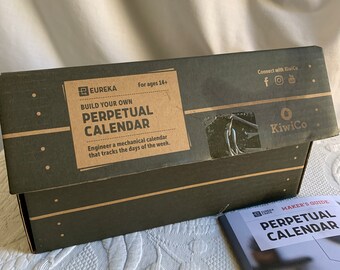 EUREKA
For ages 14+
BUILD YOUR OWN
PERPETUAL
CALENDAR
Engineer a mechanical calendar
that tracks the days of the week.
Connect with KiwiCo
KiwiCo
EUREKA
MAKER'S GUIDE
PERPETUAL
CALENDAR